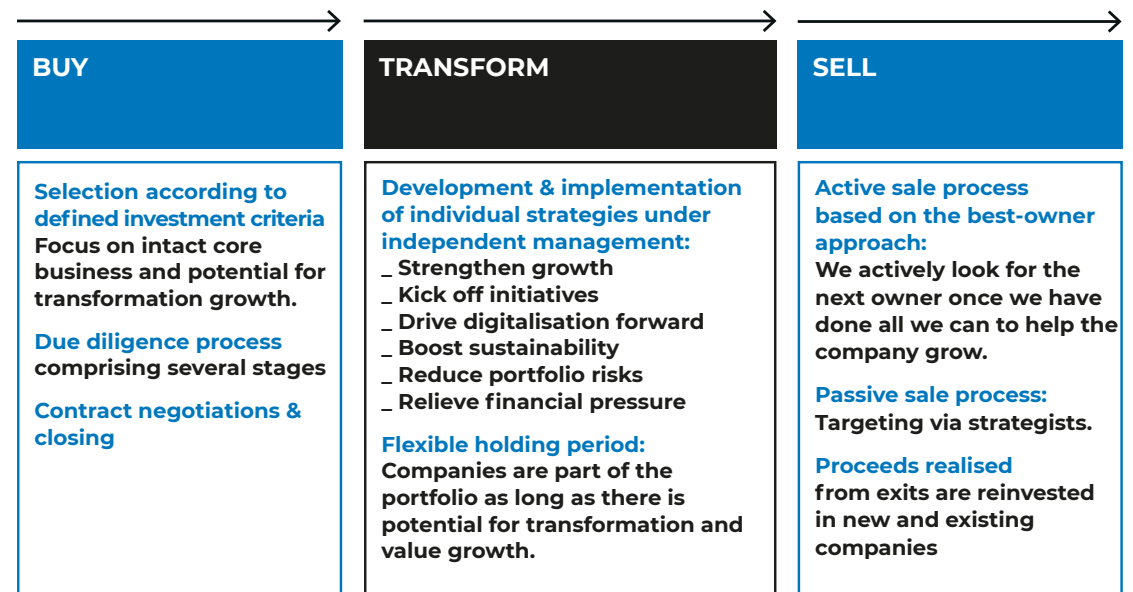 BUY
Selection according to
defined investment criteria
Focus on intact core
business and potential for
transformation growth.
Due diligence process
comprising several stages
Contract negotiations &
closing
TRANSFORM
Development & implementation
of individual strategies under
independent management:
_ Strengthen growth
_ Kick off initiatives
_ Drive digitalisation forward
_ Boost sustainability
_ Reduce portfolio risks
_ Relieve financial pressure
Flexible holding period:
Companies are part of the
portfolio as long as there is
potential for transformation and
value growth.
SELL
Active sale process
based on the best-owner
approach:
We actively look for the
next owner once we have
done all we can to help the
company grow.
Passive sale process:
Targeting via strategists.
Proceeds realised
from exits are reinvested
in new and existing
companies